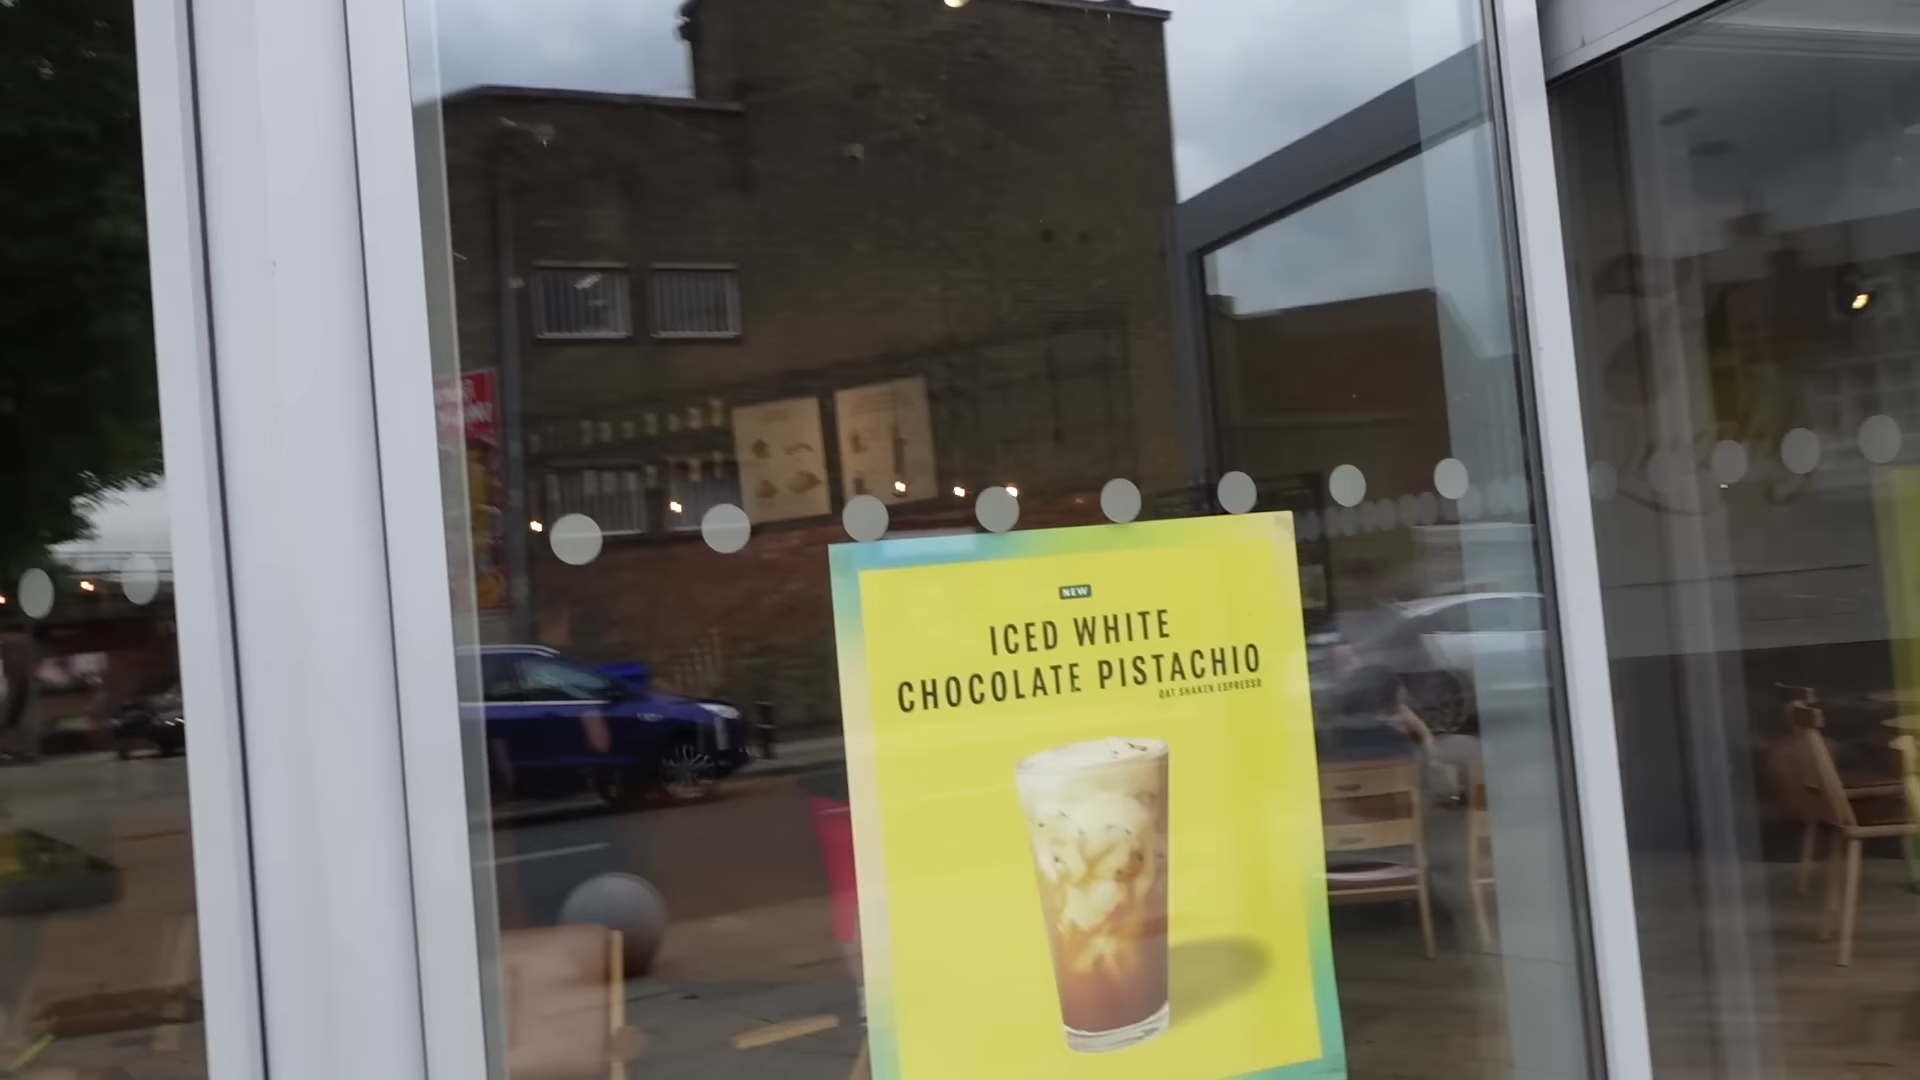 NEW
ICED WHITE
CHOCOLATE PISTACHIO
OAT SHAKEN ESPRESSO